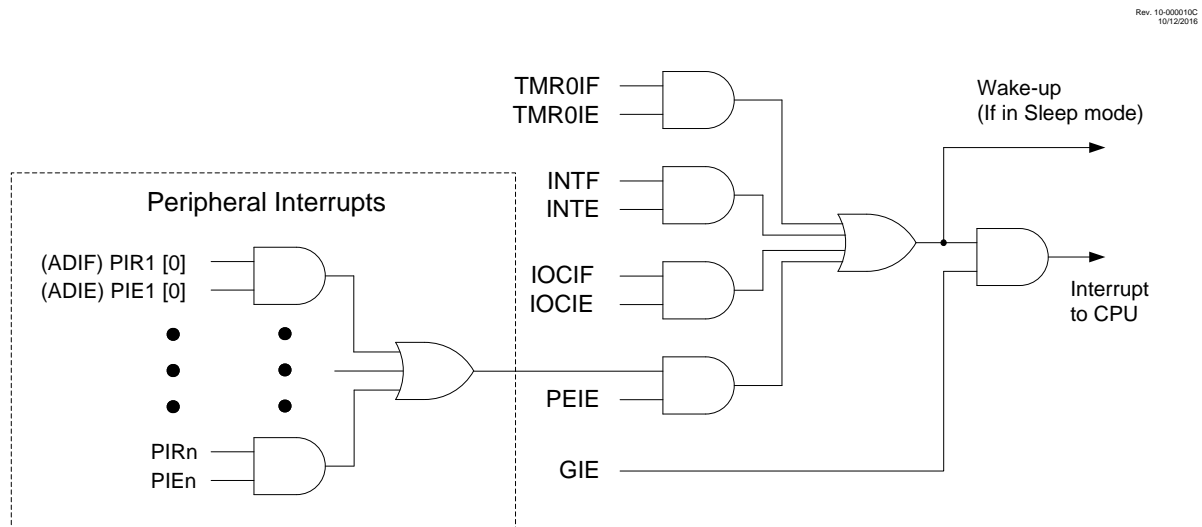 Rev. 10-000010C
10/12/2016
TMR0IF
TMR0IE
Wake-up
(If in Sleep mode)
INTF
INTE
Peripheral Interrupts
(ADIF) PIR1 [0]
(ADIE) PIE1 [0]
IOCIF
IOCIE
Interrupt
to CPU
PEIE
PIRn
PIEn
GIE